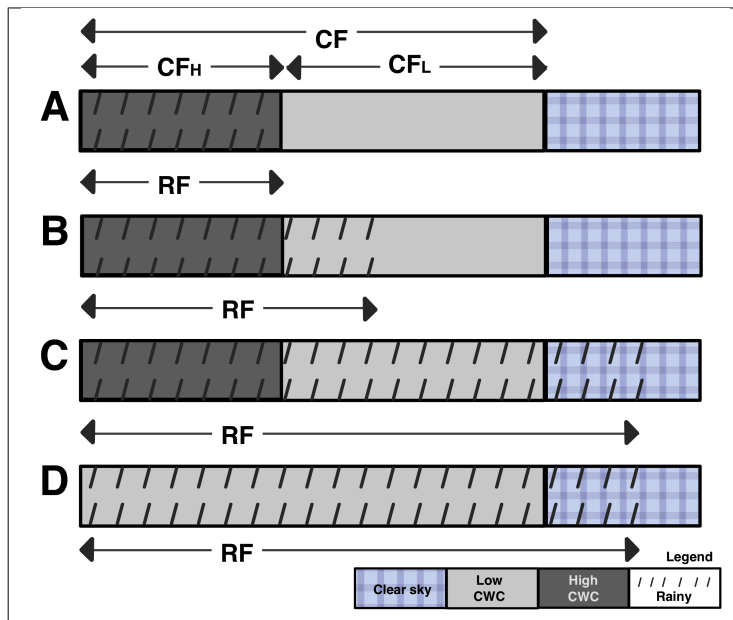 CF
CFH CFL
A
RF
B
RF
C
RF
D
RF
Legend
Clear sky Low CWC High CWC Rainy